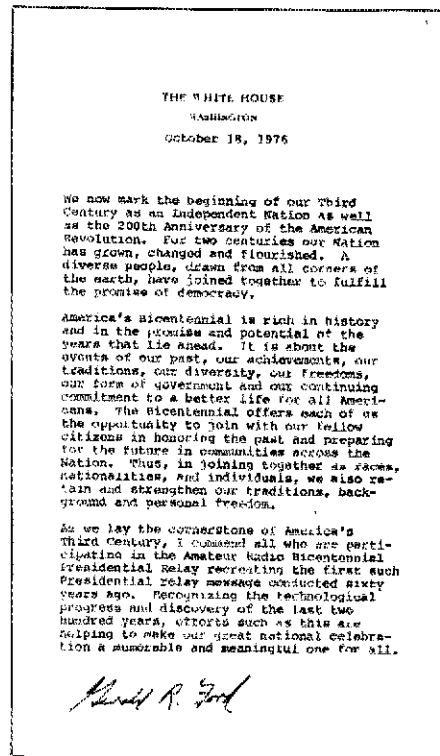 THE WHITE HOUSE
WASHINGTON
October 18, 1976
We now mark the beginning of our Third
Century as an Independent Nation as well
as the 200th Anniversary of the American
Revolution. For two centuries our Nation
has grown, changed and flourished. A
diverse people, drawn from all corners of
the earth, have joined together to fulfill
the promise of democracy.
America's Bicentennial is rich in history
and in the promise and potential of the
years that lie ahead. It is about the
events of our past, our achievements, our
traditions, our diversity, our freedoms,
our form of government and our continuing
commitment to a better life for all Ameri-
cans. The Bicentennial offers each of us
the opportunity to join with our fellow
citizens in honoring the past and preparing
for the future in communities across the
Nation. Thus, in joining together as races,
nationalities, and individuals, we also re-
tain and strengthen our traditions, back-
ground and personal freedom.
As we lay the cornerstone of America's
Third Century, I commend all who are parti-
cipating in the Amateur Radio Bicentennial
Presidential Relay recreating the first such
Presidential relay message conducted sixty
years ago. Recognizing the technological
progress and discovery of the last two
hundred years, efforts such as this are
helping to make our great national celebra-
tion a memorable and meaningful one for all.
Gerald R. Ford